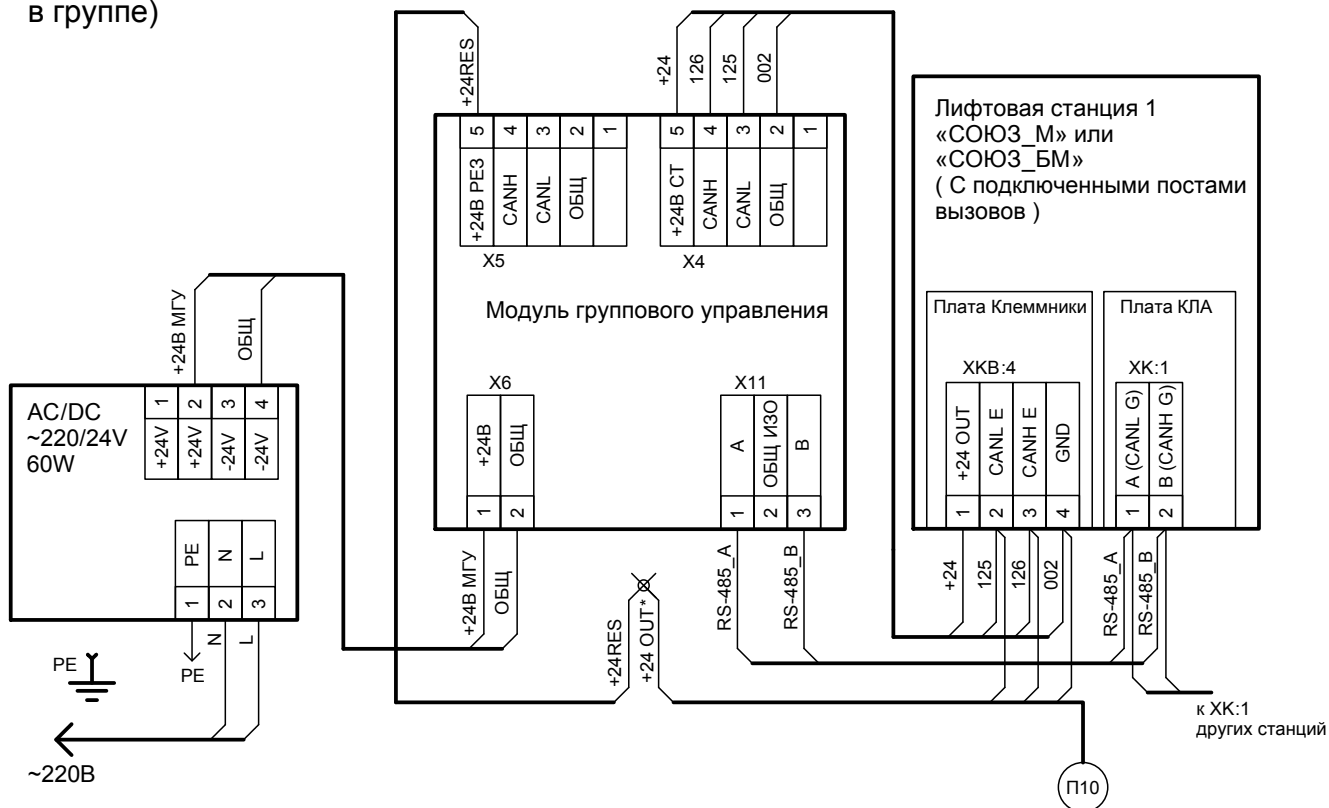 в группе)
+24RES
+24
126
125
002
5
4
3
2
1
+24В РЕЗ
CANH
CANL
ОБЩ
X5
5
4
3
2
1
+24В СТ
CANH
CANL
ОБЩ
X4
Модуль группового управления
X6
+24В
ОБЩ
1
2
X11
A
ОБЩ ИЗО
B
1
2
3
Лифтовая станция 1
«СОЮЗ_М» или
«СОЮЗ_БМ»
( С подключенными постами
вызовов )
Плата Клеммники
XKB:4
+24 OUT
CANL E
CANH E
GND
1
2
3
4
Плата КЛА
XK:1
A (CANL G)
B (CANH G)
1
2
+24В МГУ
ОБЩ
AC/DC
~220/24V
60W
1
2
3
4
+24V
+24V
-24V
-24V
PE
N
L
1
2
3
N
L
PE
PE
~220В
+24В МГУ
ОБЩ
+24RES
+24 OUT*
RS-485_A
RS-485_B
+24
125
126
002
RS-485_A
RS-485_B
к XK:1
других станций
П10